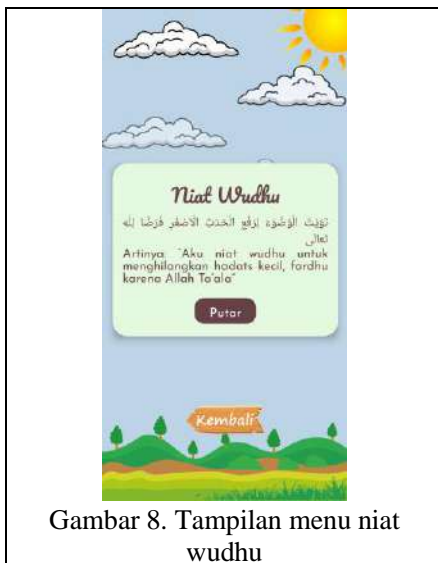 Niat Wudhu
نَوَيْتُ الْوُضُوْءَ لِرَفْعِ الْحَدَثِ الْاَصْغَرِ فَرْضًا لِلّٰهِ
تَعَالَى
Artinya: "Aku niat wudhu untuk
menghilangkan hadats kecil, fardhu
karena Allah Ta'ala"
Putar
Kembali
Gambar 8. Tampilan menu niat
wudhu